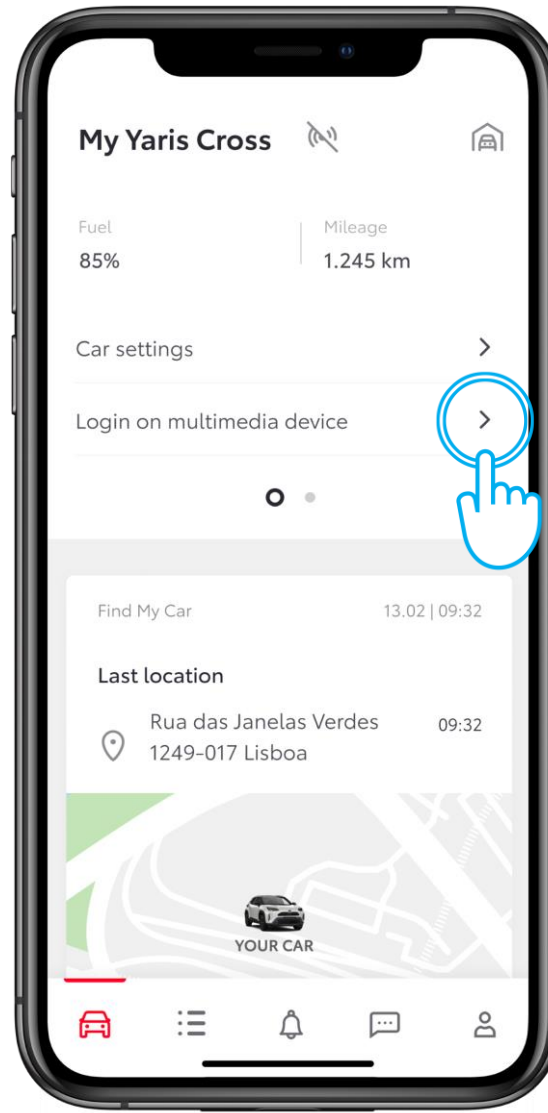 My Yaris Cross
Fuel
Mileage
85%
1.245 km
Car settings
Login on multimedia device
Find My Car
13.02 | 09:32
Last location
Rua das Janelas Verdes
09:32
1249-017 Lisboa
YOUR CAR